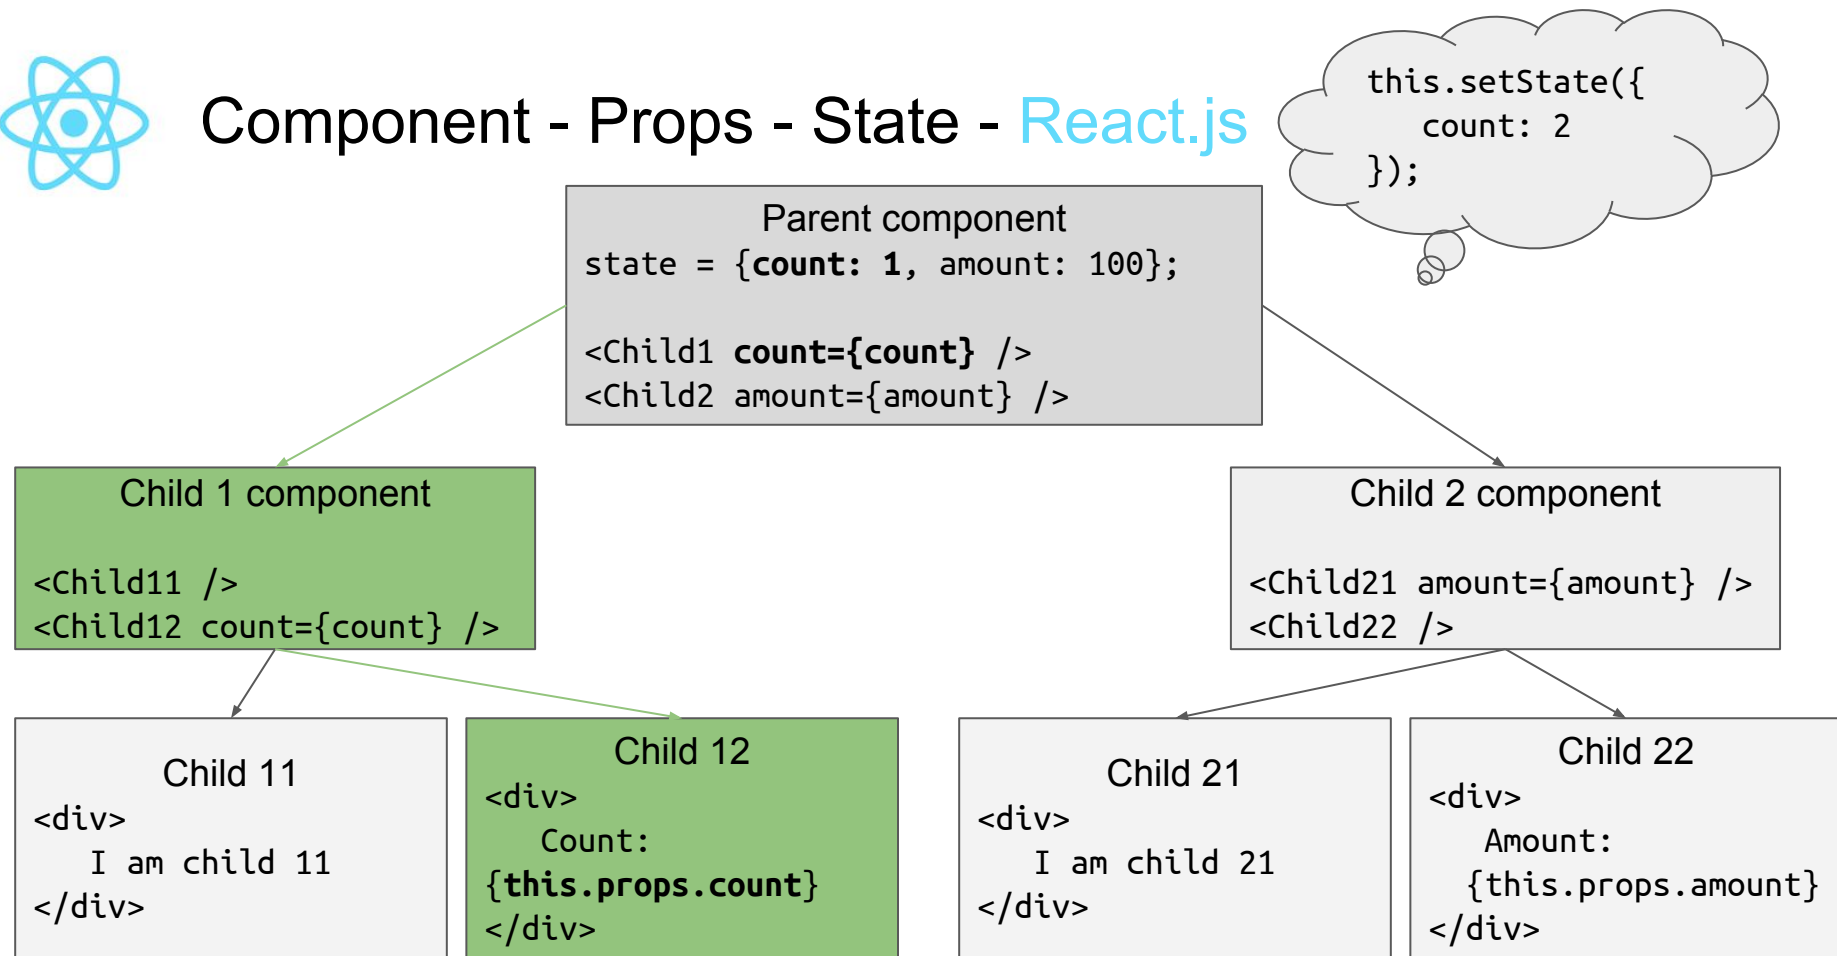 Component - Props - State - React.js
this.setState({
count: 2
});
Parent component
state = {count: 1, amount: 100};
<Child1 count={count} />
<Child2 amount={amount} />
Child 1 component
<Child11 />
<Child12 count={count} />
Child 2 component
<Child21 amount={amount} />
<Child22 />
Child 11
<div>
I am child 11
</div>
Child 12
<div>
Count:
{this.props.count}
</div>
Child 21
<div>
I am child 21
</div>
Child 22
<div>
Amount:
{this.props.amount}
</div>